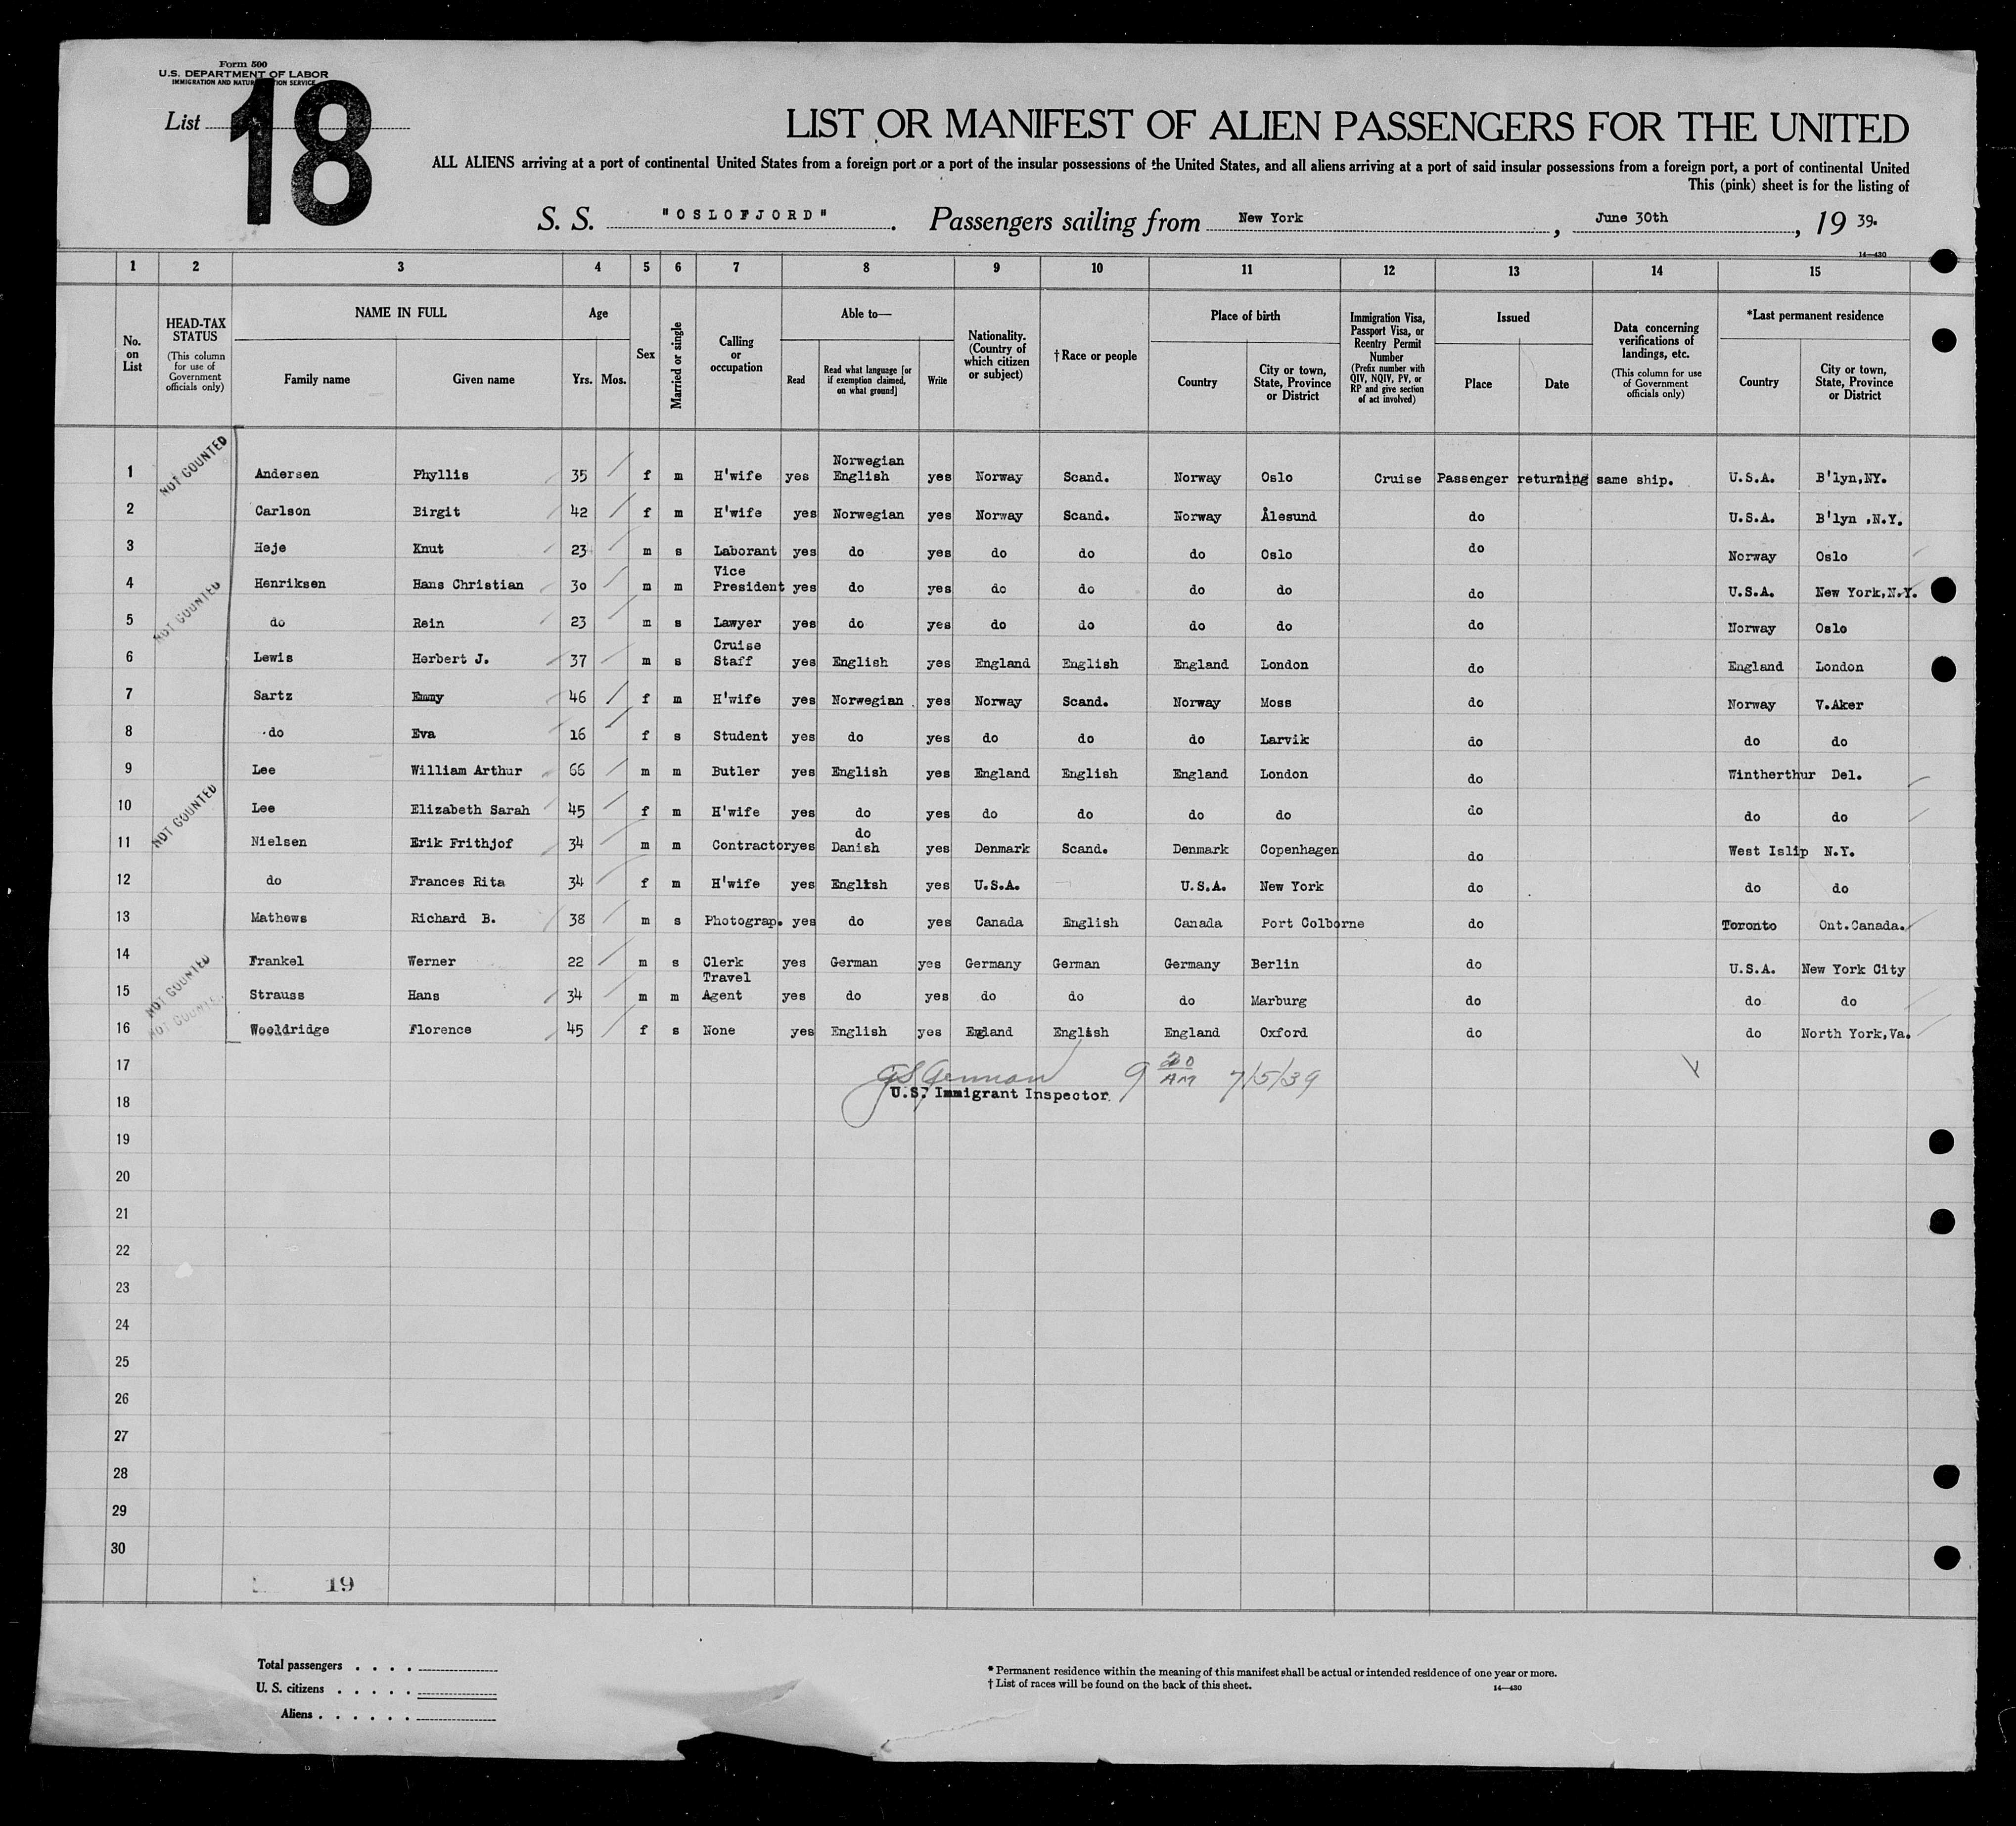 Form 500
U.S. DEPARTMENT OF LABOR
IMMIGRATION AND NATURALIZATION SERVICE
List 18
LIST OR MANIFEST OF ALIEN PASSENGERS FOR THE UNITED
ALL ALIENS arriving at a port of continental United States from a foreign port or a port of the insular possessions of the United States, and all aliens arriving at a port of said insular possessions from a foreign port, a port of continental United
This (pink) sheet is for the listing of
S. S. "OSLOFJORD". Passengers sailing from New York, June 30th, 19 39.
14—430
1 2 3 4 5 6 7 8 9 10 11 12 13 14 15
No. on List
HEAD-TAX STATUS (This column for use of Government officials only)
NAME IN FULL Family name Given name
Age Yrs. Mos.
Sex
Married or single
Calling or occupation
Able to— Read Read what language [or if exemption claimed, on what ground] Write
Nationality. (Country of which citizen or subject)
†Race or people
Place of birth Country City or town, State, Province or District
Immigration Visa, Passport Visa, or Reentry Permit Number (Prefix number with QIV, NQIV, PV, or RP and give section of act involved)
Issued Place Date
Data concerning verifications of landings, etc. (This column for use of Government officials only)
*Last permanent residence Country City or town, State, Province or District
NOT COUNTED
1 Andersen Phyllis 35 f m H'wife yes Norwegian English yes Norway Scand. Norway Oslo Cruise Passenger returning same ship. U.S.A. B'lyn,NY.
2 Carlson Birgit 42 f m H'wife yes Norwegian yes Norway Scand. Norway Ålesund do U.S.A. B'lyn ,N.Y.
3 Heje Knut 23 m s Laborant yes do yes do do do Oslo do Norway Oslo
NOT COUNTED
4 Henriksen Hans Christian 30 m m Vice President yes do yes do do do do do U.S.A. New York,N.Y.
5 do Rein 23 m s Lawyer yes do yes do do do do do Norway Oslo
6 Lewis Herbert J. 37 m s Cruise Staff yes English yes England English England London do England London
7 Sartz Emmy 46 f m H'wife yes Norwegian . yes Norway Scand. Norway Moss do Norway V.Aker
8 do Eva 16 f s Student yes do yes do do do Larvik do do do
9 Lee William Arthur 66 m m Butler yes English yes England English England London do Wintherthur Del.
NOT COUNTED
10 Lee Elizabeth Sarah 45 f m H'wife yes do yes do do do do do do do
11 Nielsen Erik Frithjof 34 m m Contractor yes do Danish yes Denmark Scand. Denmark Copenhagen do West Islip N.Y.
12 do Frances Rita 34 f m H'wife yes English yes U.S.A. U.S.A. New York do do do
13 Mathews Richard B. 38 m s Photograp. yes do yes Canada English Canada Port Colborne do Toronto Ont.Canada.
14 Frankel Werner 22 m s Clerk yes German yes Germany German Germany Berlin do U.S.A. New York City
NOT COUNTED
15 Strauss Hans 34 m m Travel Agent yes do yes do do do Marburg do do do
NOT COUNTED
16 Wooldridge Florence 45 f s None yes English yes England English England Oxford do do North York,Va.
17
9 20 AM 7/5/39
U.S. Immigrant Inspector
18
19
20
21
22
23
24
25
26
27
28
29
30
19
Total passengers . . . .
U. S. citizens . . . . .
Aliens . . . . . .
* Permanent residence within the meaning of this manifest shall be actual or intended residence of one year or more.
† List of races will be found on the back of this sheet.
14—430